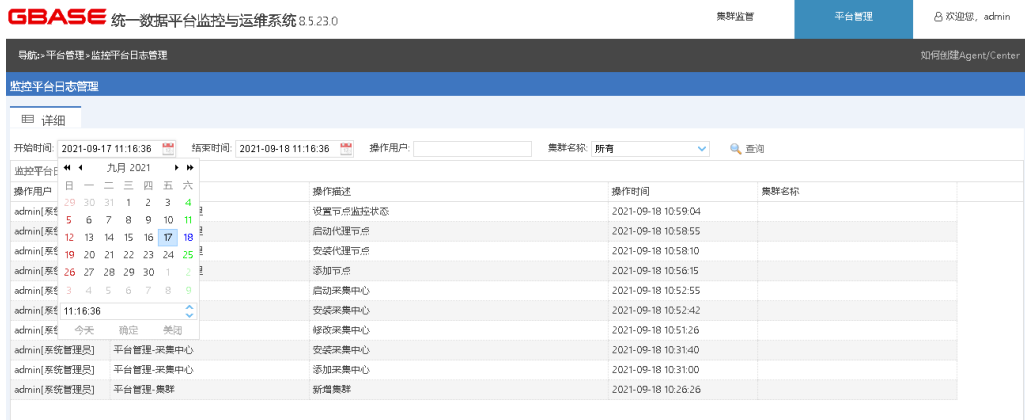 GBASE 统一数据平台监控与运维系统 8.5.23.0 集群监管 平台管理 欢迎您, admin
导航:>平台管理>监控平台日志管理 如何创建Agent/Center
监控平台日志管理
详细
开始时间: 2021-09-17 11:16:36 结束时间: 2021-09-18 11:16:36 操作用户: 集群名称: 所有 查询
监控平台日
九月 2021
操作用户 操作描述 操作时间 集群名称
日 一 二 三 四 五 六
admin[系统 设置节点监控状态 2021-09-18 10:59:04
29 30 31 1 2 3 4
admin[系统 启动代理节点 2021-09-18 10:58:55
5 6 7 8 9 10 11
admin[系统 安装代理节点 2021-09-18 10:58:10
12 13 14 15 16 17 18
admin[系统 添加节点 2021-09-18 10:56:15
19 20 21 22 23 24 25
26 27 28 29 30 1 2
admin[系统 启动采集中心 2021-09-18 10:52:55
3 4 5 6 7 8 9
admin[系统 安装采集中心 2021-09-18 10:52:42
11:16:36
admin[系统 修改采集中心 2021-09-18 10:51:26
今天 确定 关闭
admin[系统管理员] 平台管理-采集中心 安装采集中心 2021-09-18 10:31:40
admin[系统管理员] 平台管理-采集中心 添加采集中心 2021-09-18 10:31:00
admin[系统管理员] 平台管理-集群 新增集群 2021-09-18 10:26:26